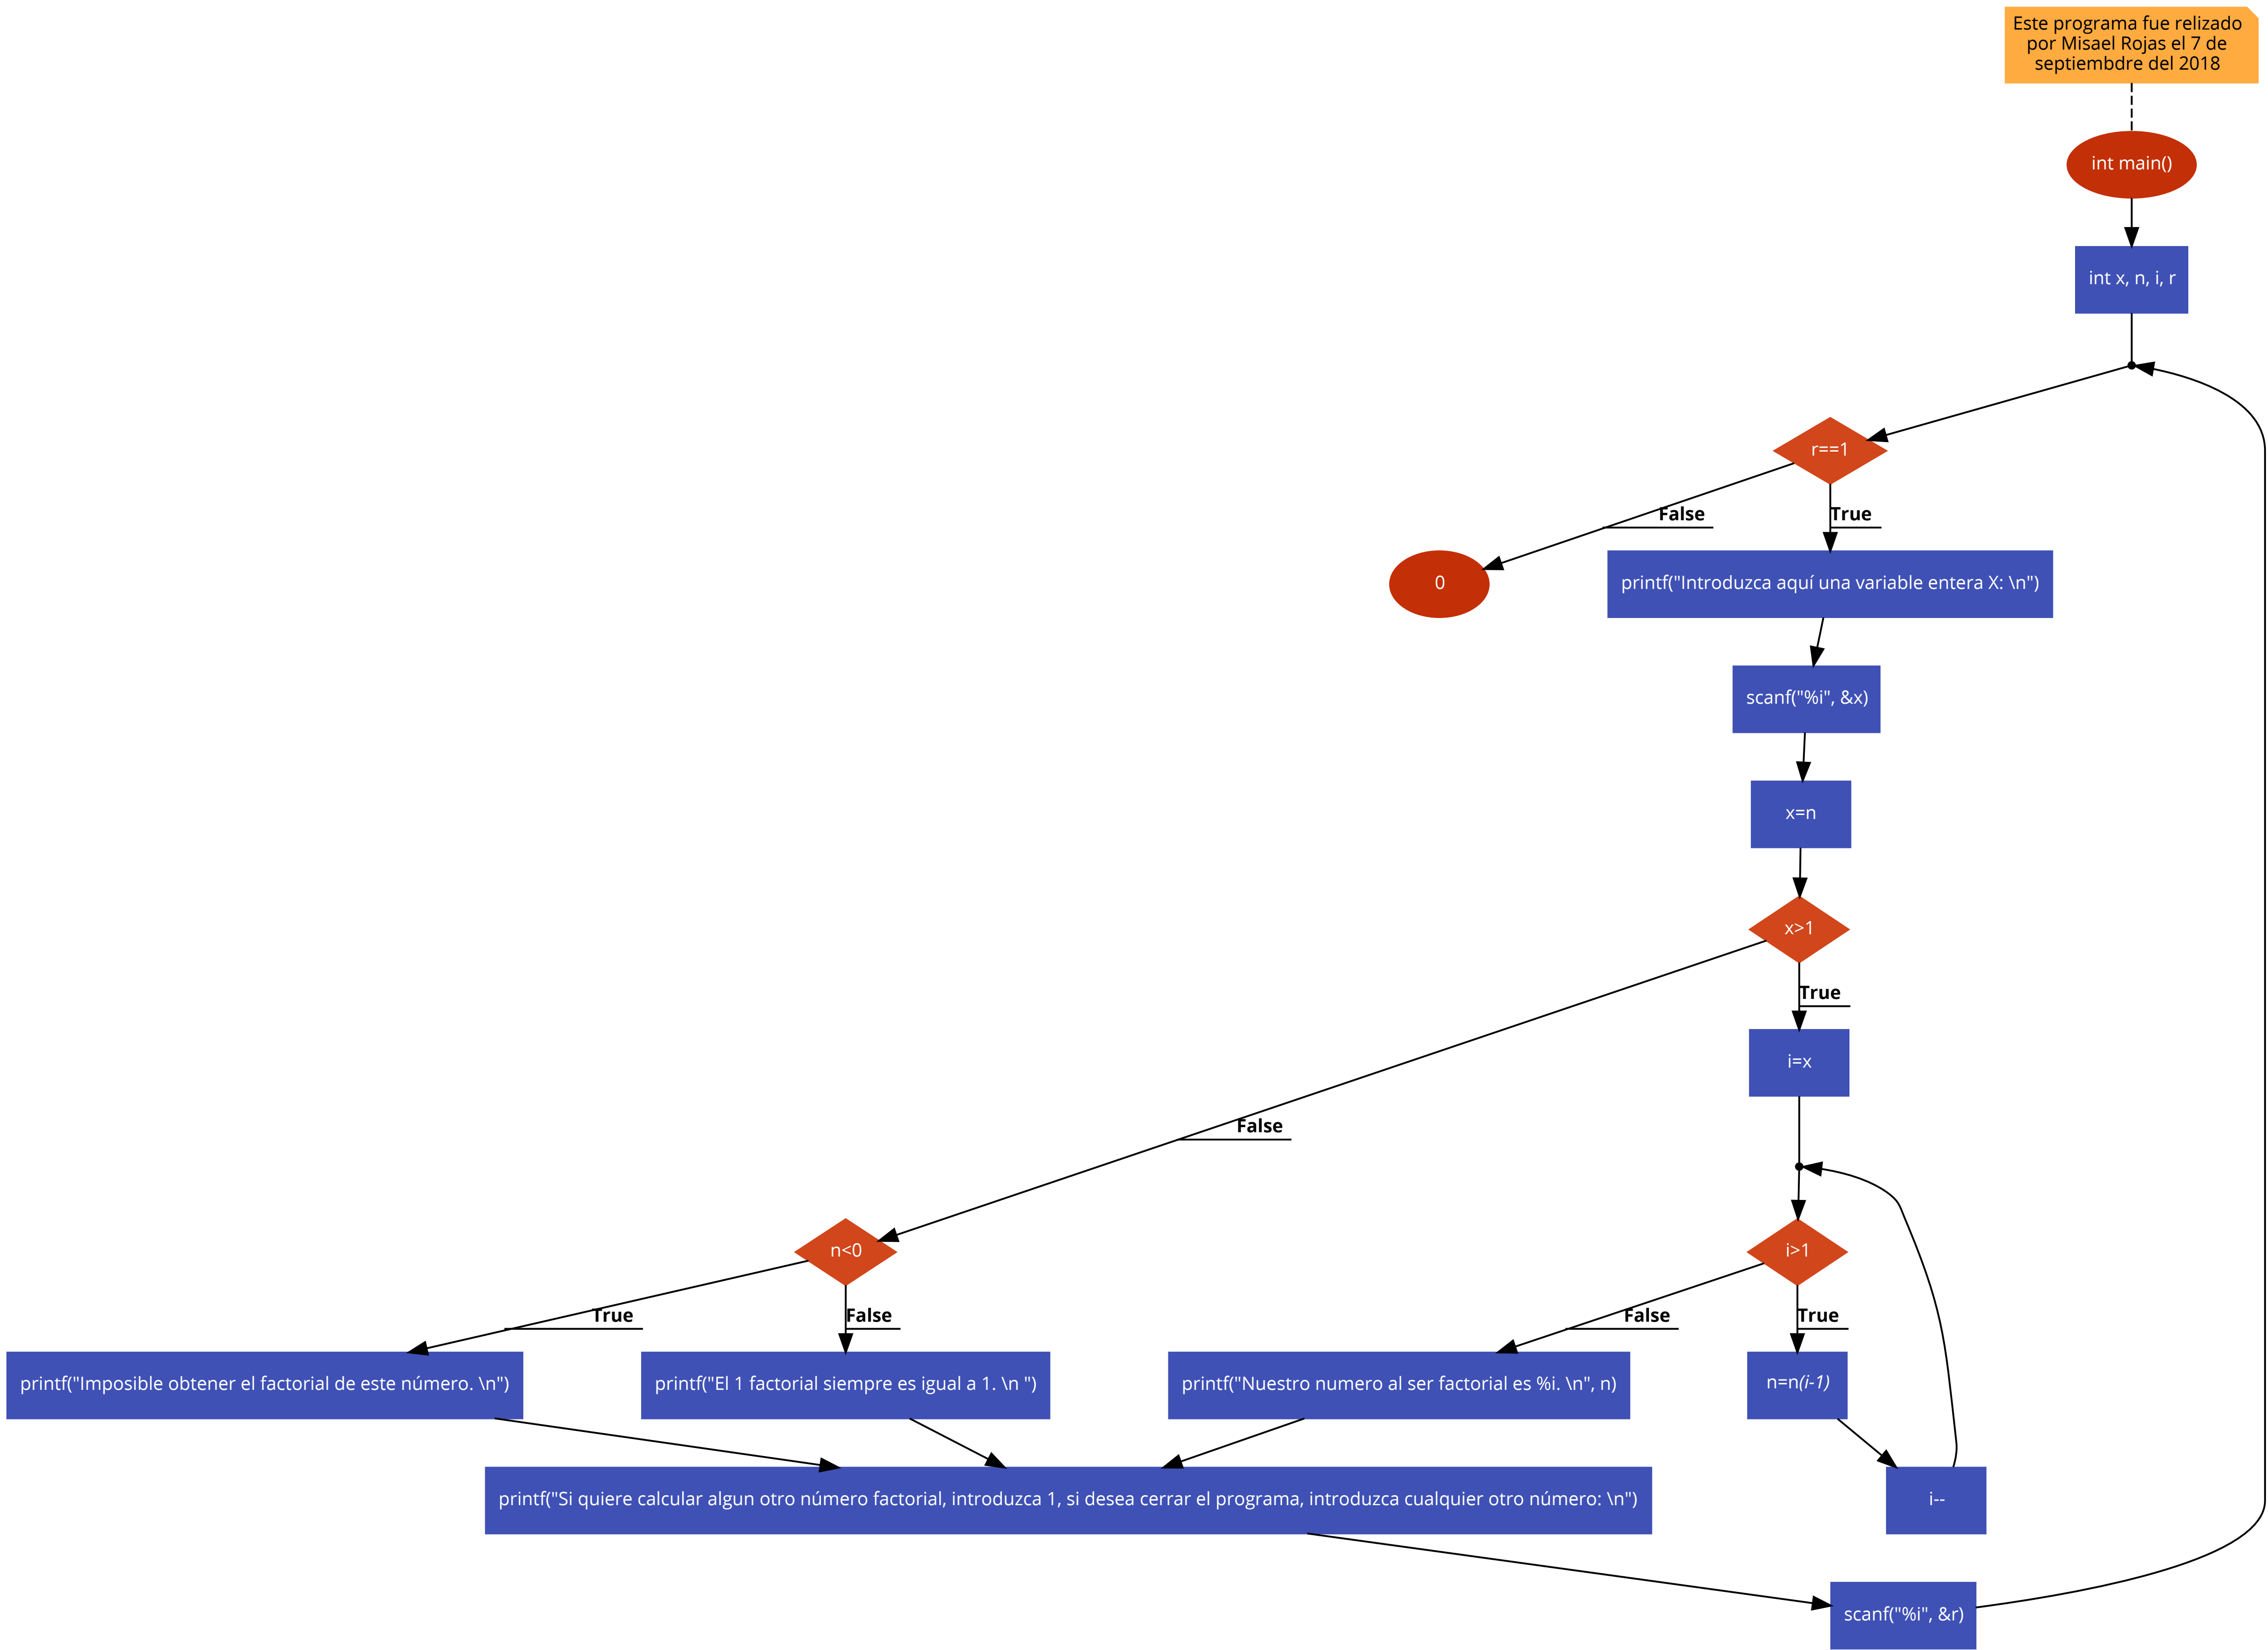 Este programa fue relizado
por Misael Rojas el 7 de
septiembdre del 2018
int main()
int x, n, i, r
r==1
False
True
0
printf("Introduzca aquí una variable entera X: \n")
scanf("%i", &x)
x=n
x>1
True
i=x
False
n<0
i>1
True
False
False
True
printf("Imposible obtener el factorial de este número. \n")
printf("El 1 factorial siempre es igual a 1. \n ")
printf("Nuestro numero al ser factorial es %i. \n", n)
n=n(i-1)
printf("Si quiere calcular algun otro número factorial, introduzca 1, si desea cerrar el programa, introduzca cualquier otro número: \n")
i--
scanf("%i", &r)